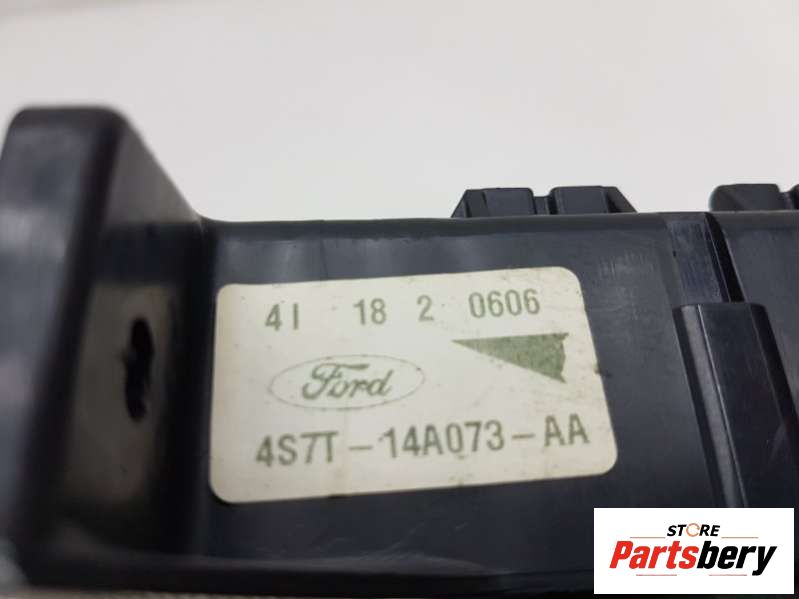 4I 18 2 0606
Ford
4S7T-14A073-AA
STORE
Partsbery